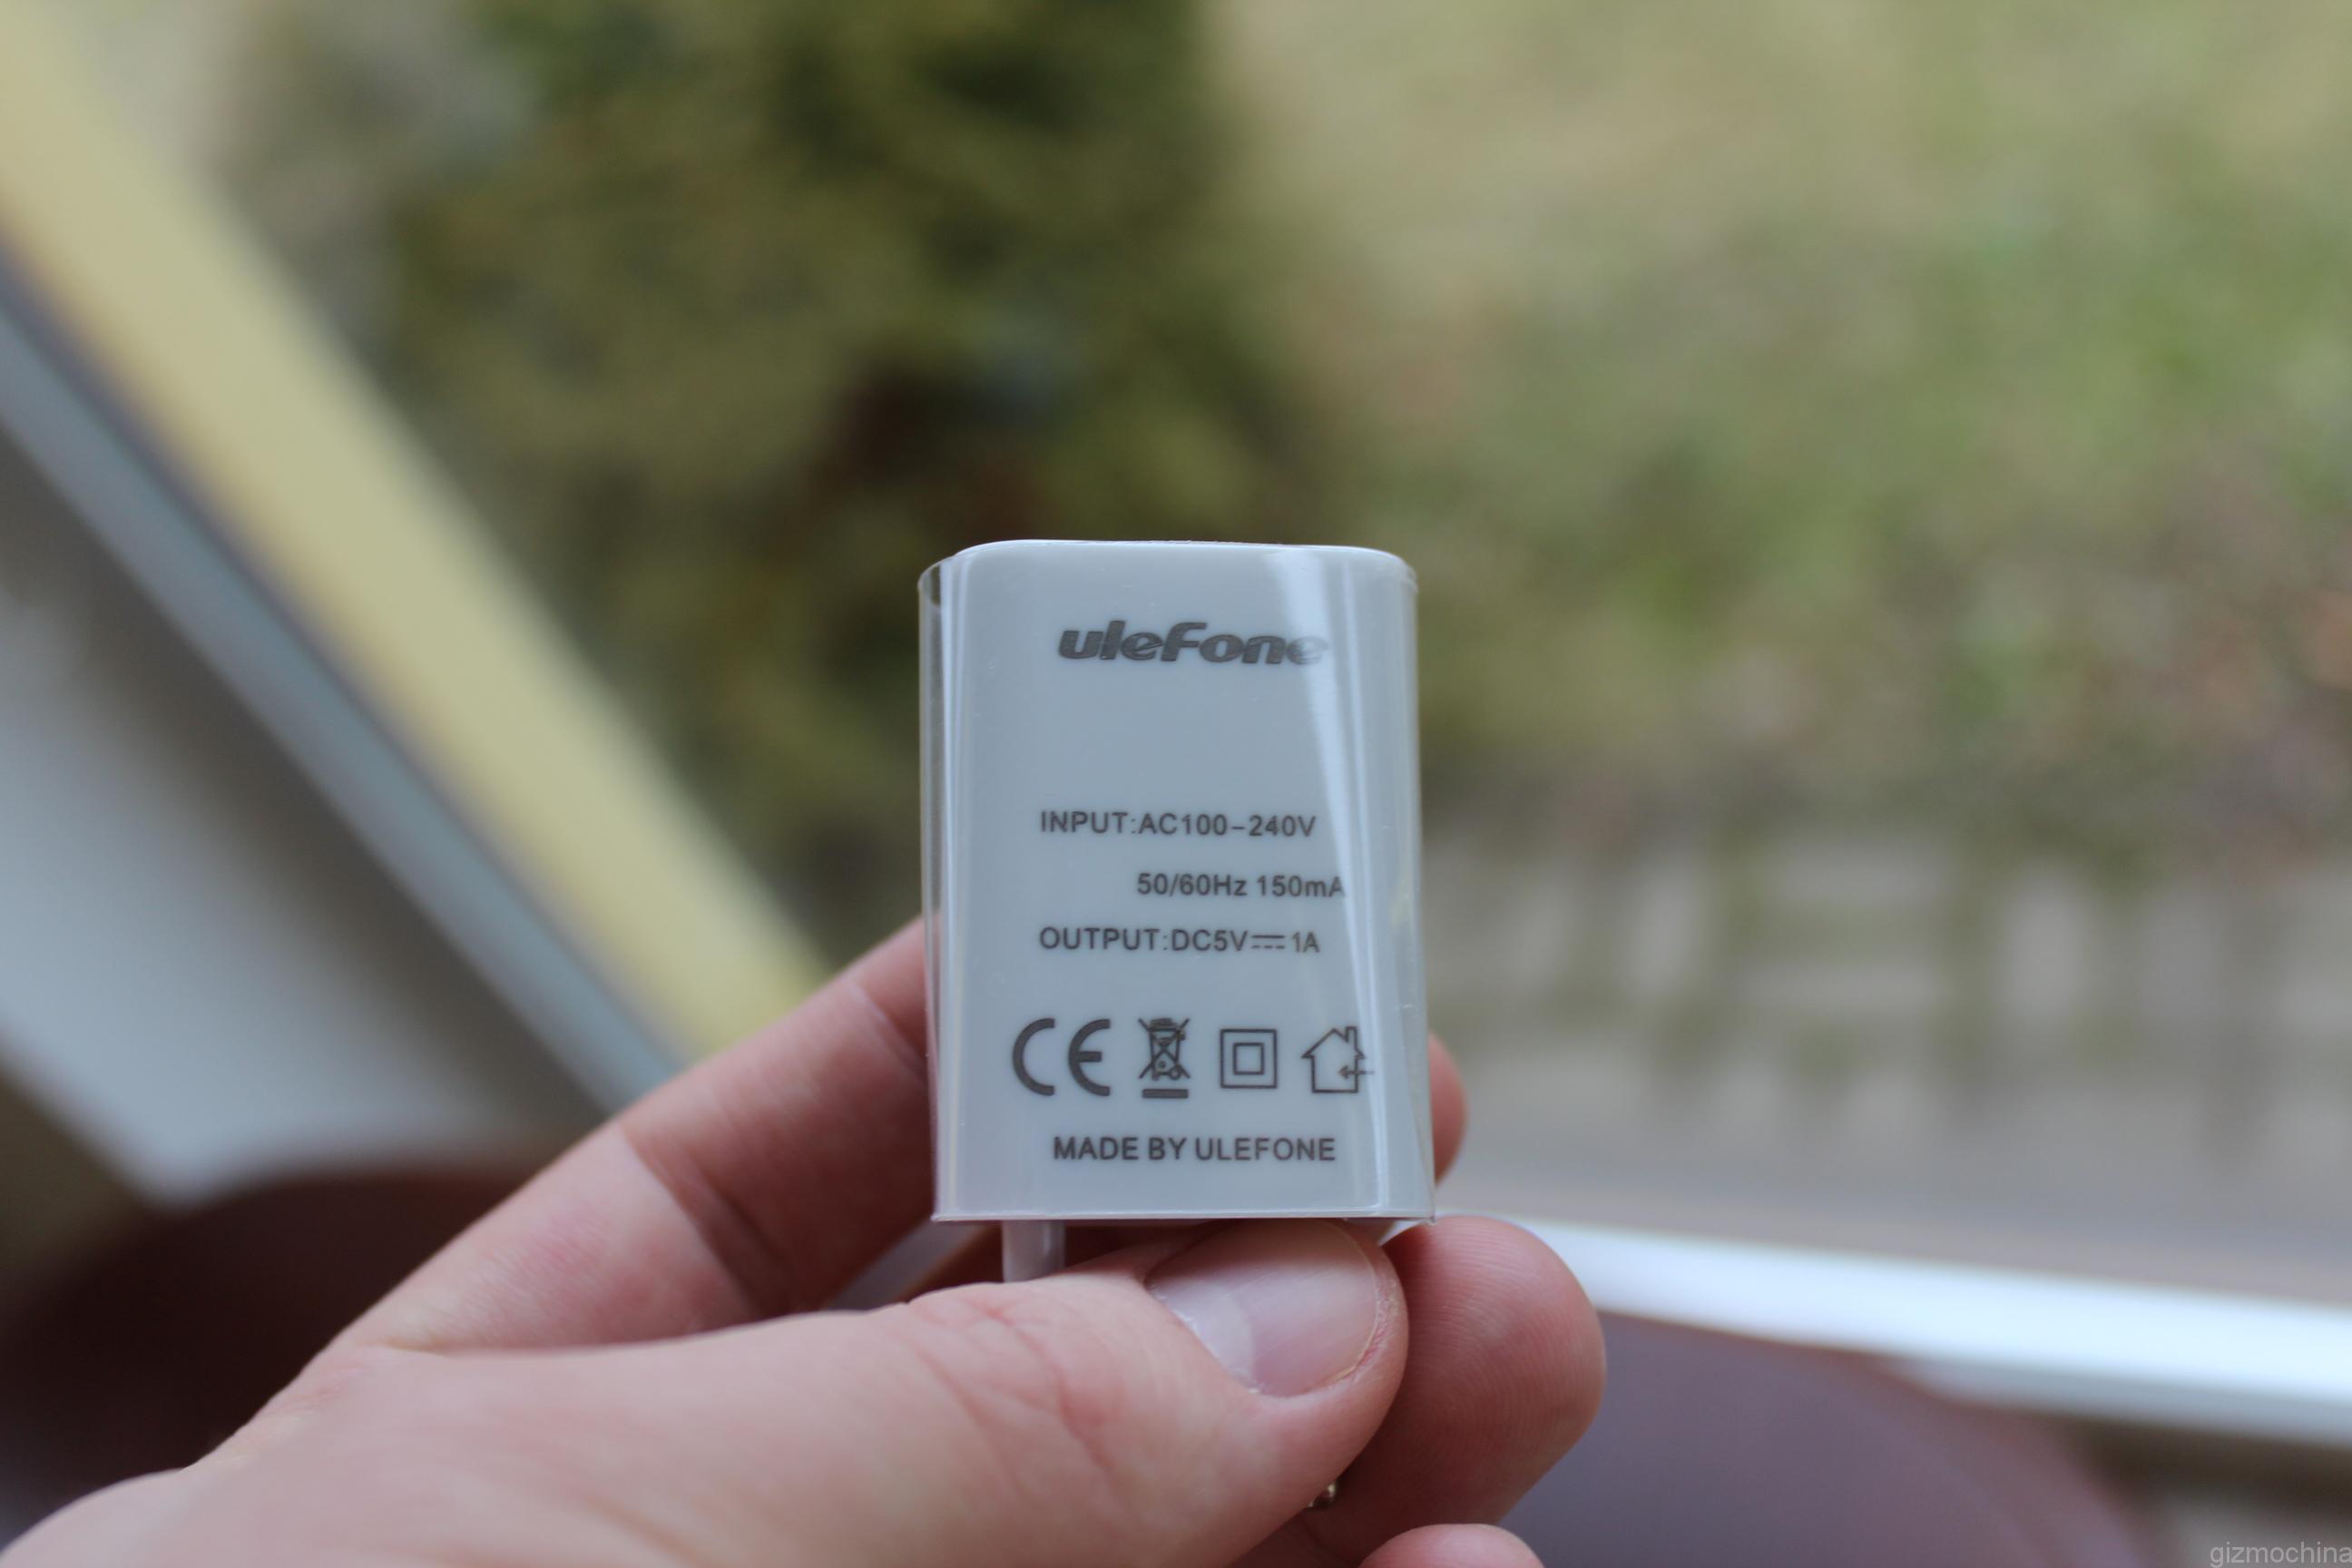 uleFone
INPUT:AC100-240V
50/60Hz 150mA
OUTPUT:DC5V⎓1A
CE
MADE BY ULEFONE
gizmochina